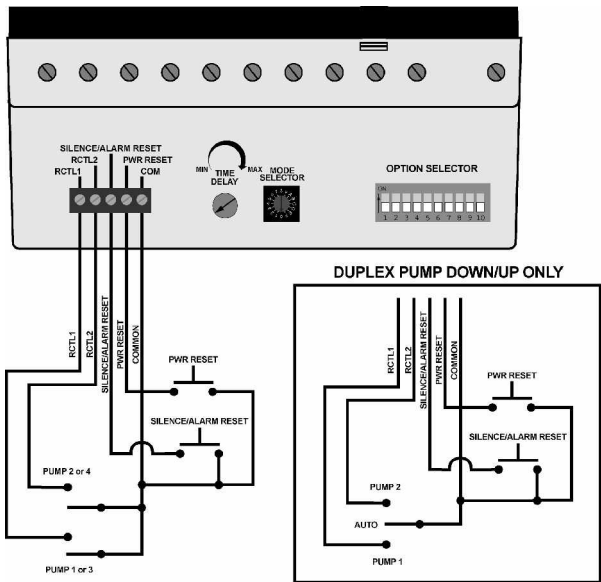 SILENCE/ALARM RESET
RCTL2
PWR RESET
RCTL1
COM
MIN
MAX
TIME
DELAY
MODE
SELECTOR
OPTION SELECTOR
ON
1 2 3 4 5 6 7 8 9 10
RCTL1
RCTL2
SILENCE/ALARM RESET
PWR RESET
COMMON
PWR RESET
SILENCE/ALARM RESET
PUMP 2 or 4
PUMP 1 or 3
DUPLEX PUMP DOWN/UP ONLY
RCTL1
RCTL2
SILENCE/ALARM RESET
PWR RESET
COMMON
PWR RESET
SILENCE/ALARM RESET
PUMP 2
AUTO
PUMP 1